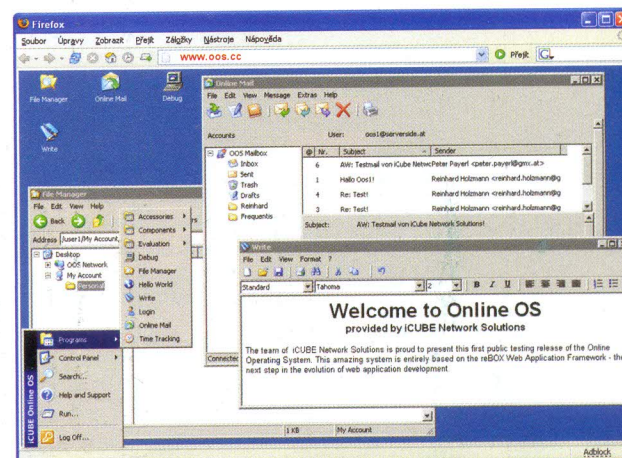 Firefox
Soubor Úpravy Zobrazit Přejít Záložky Nástroje Nápověda
www.oos.cc
Přejít
File Manager
Online Mail
Debug
Write
Online Mail
File Edit View Message Extras Help
Accounts
User: oos1@serverside.at
OOS Mailbox
Inbox
Sent
Trash
Drafts
Reinhard
Prequentis
@ Nr. Subject Sender
6 AW: Testmail von iCube Netwc Peter Payerl <peter.payerl@gmx.at>
1 Hallo Oos1! Reinhard Holzmann <reinhard.holzmann@g
4 Re: Test! Reinhard Holzmann <reinhard.holzmann@g
3 Re: Test! Reinhard Holzmann <reinhard.holzmann@g
Subject: AW: Testmail von iCube Network Solutions!
Connected
File Manager
File Edit View Help
Back
Address /user1/My Account,
Desktop
OOS Network
My Account
Personal
1 KB My Account
Accessories
Components
Evaluation
Debug
File Manager
Hello World
Write
Login
Online Mail
Time Tracking
iCUBE Online OS
Programs
Control Panel
Search...
Help and Support
Run...
Log Off...
Write
File Edit View Format ?
Standard Tahoma 2 B I U
Welcome to Online OS
provided by iCUBE Network Solutions
The team of iCUBE Network Solutions is proud to present this first public testing release of the Online
Operating System. This amazing system is entirely based on the reBOX Web Application Framework - the
next step in the evolution of web application development
Adblock